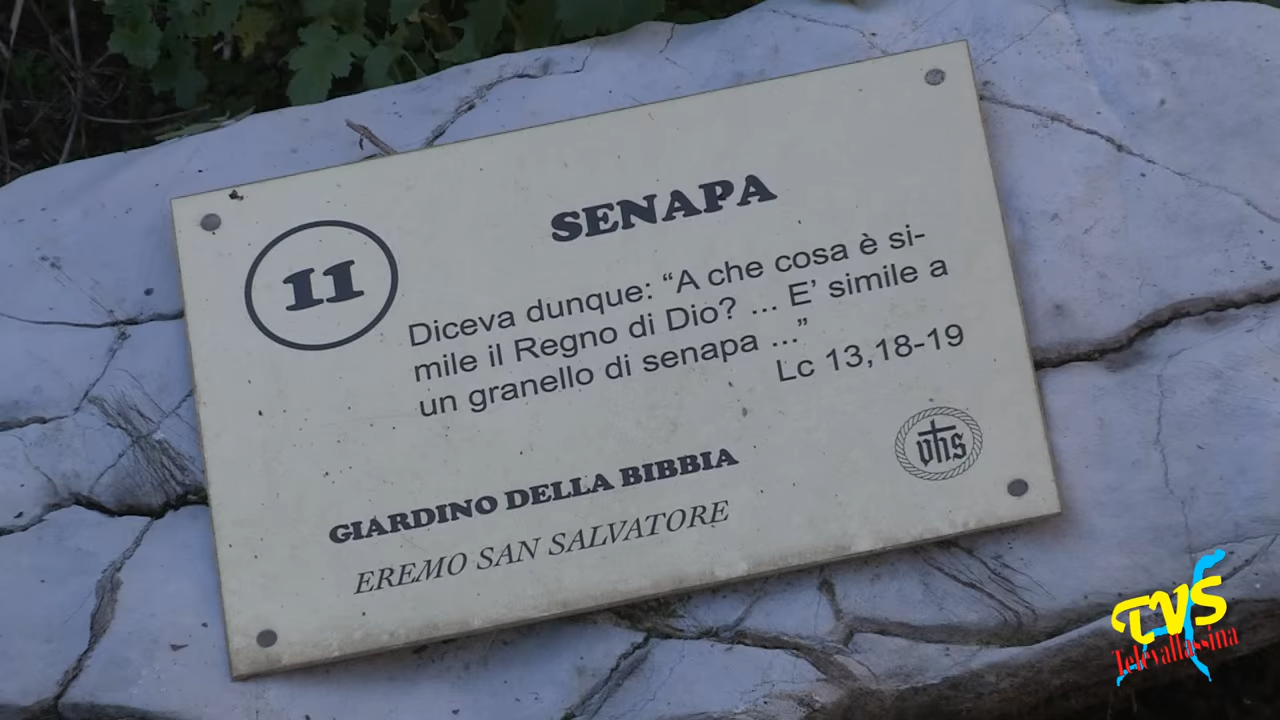 11
SENAPA
Diceva dunque: “A che cosa è si-
mile il Regno di Dio? ... E’ simile a
un granello di senapa ...”
Lc 13,18-19
GIARDINO DELLA BIBBIA
EREMO SAN SALVATORE
yhs
TVS
Televallassina